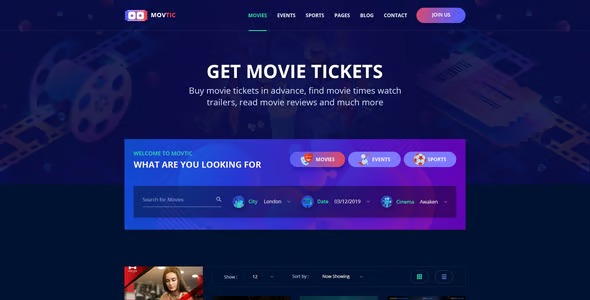 MOVTIC
MOVIES EVENTS SPORTS PAGES BLOG CONTACT JOIN US
GET MOVIE TICKETS
Buy movie tickets in advance, find movie times watch
trailers, read movie reviews and much more
WELCOME TO MOVTIC
WHAT ARE YOU LOOKING FOR
MOVIES EVENTS SPORTS
Search for Movies City London Date 03/12/2019 Cinema Awaken
Show : 12 Sort by : Now Showing